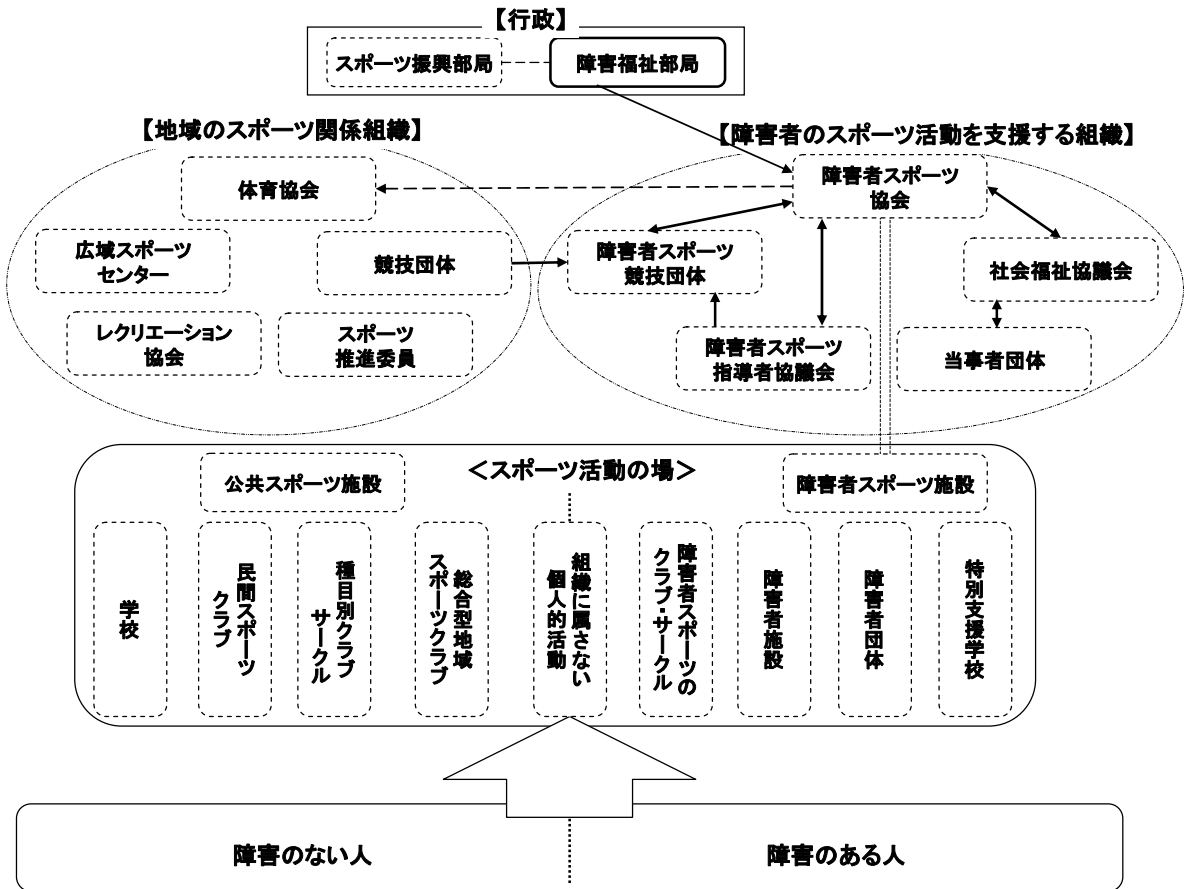 【行政】
スポーツ振興部局
障害福祉部局
【地域のスポーツ関係組織】
体育協会
広域スポーツ
センター
競技団体
レクリエーション
協会
スポーツ
推進委員
【障害者のスポーツ活動を支援する組織】
障害者スポーツ
協会
障害者スポーツ
競技団体
社会福祉協議会
障害者スポーツ
指導者協議会
当事者団体
＜スポーツ活動の場＞
公共スポーツ施設
障害者スポーツ施設
学校
民間スポーツ
クラブ
種目別クラブ
サークル
総合型地域
スポーツクラブ
組織に属さない
個人的活動
障害者スポーツの
クラブ・サークル
障害者施設
障害者団体
特別支援学校
障害のない人
障害のある人